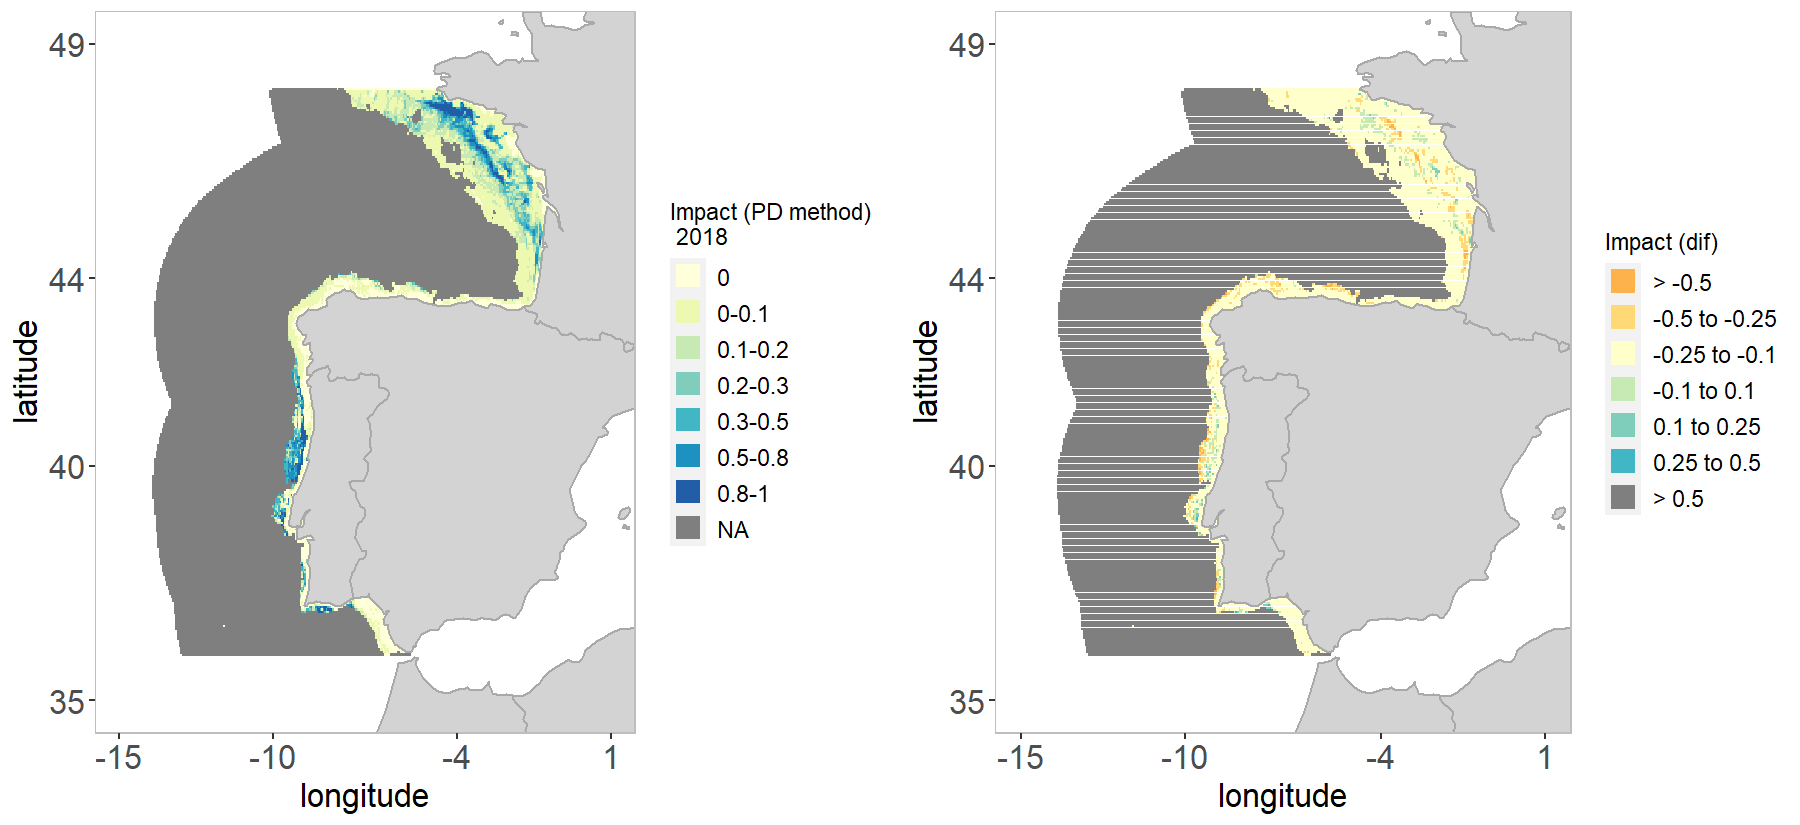 49
44
40
35
latitude
-15
-10
-4
1
longitude
Impact (PD method)
2018
0
0-0.1
0.1-0.2
0.2-0.3
0.3-0.5
0.5-0.8
0.8-1
NA
49
44
40
35
latitude
-15
-10
-4
1
longitude
Impact (dif)
> -0.5
-0.5 to -0.25
-0.25 to -0.1
-0.1 to 0.1
0.1 to 0.25
0.25 to 0.5
> 0.5